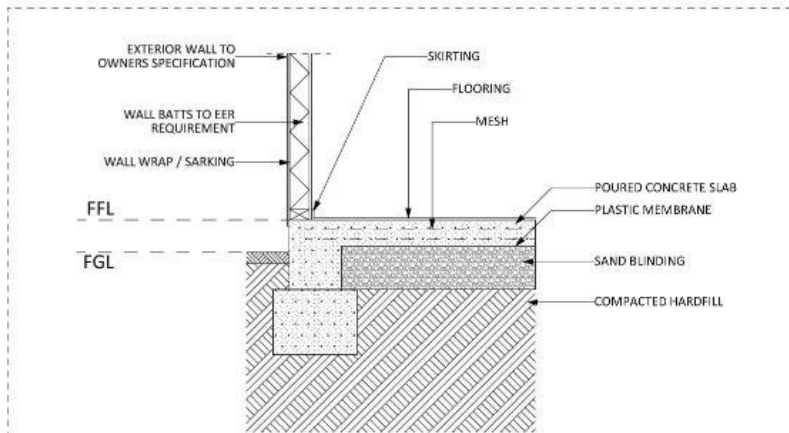 EXTERIOR WALL TO
OWNERS SPECIFICATION
WALL BATTS TO EER
REQUIREMENT
WALL WRAP / SARKING
FFL
FGL
SKIRTING
FLOORING
MESH
POURED CONCRETE SLAB
PLASTIC MEMBRANE
SAND BLINDING
COMPACTED HARDFILL